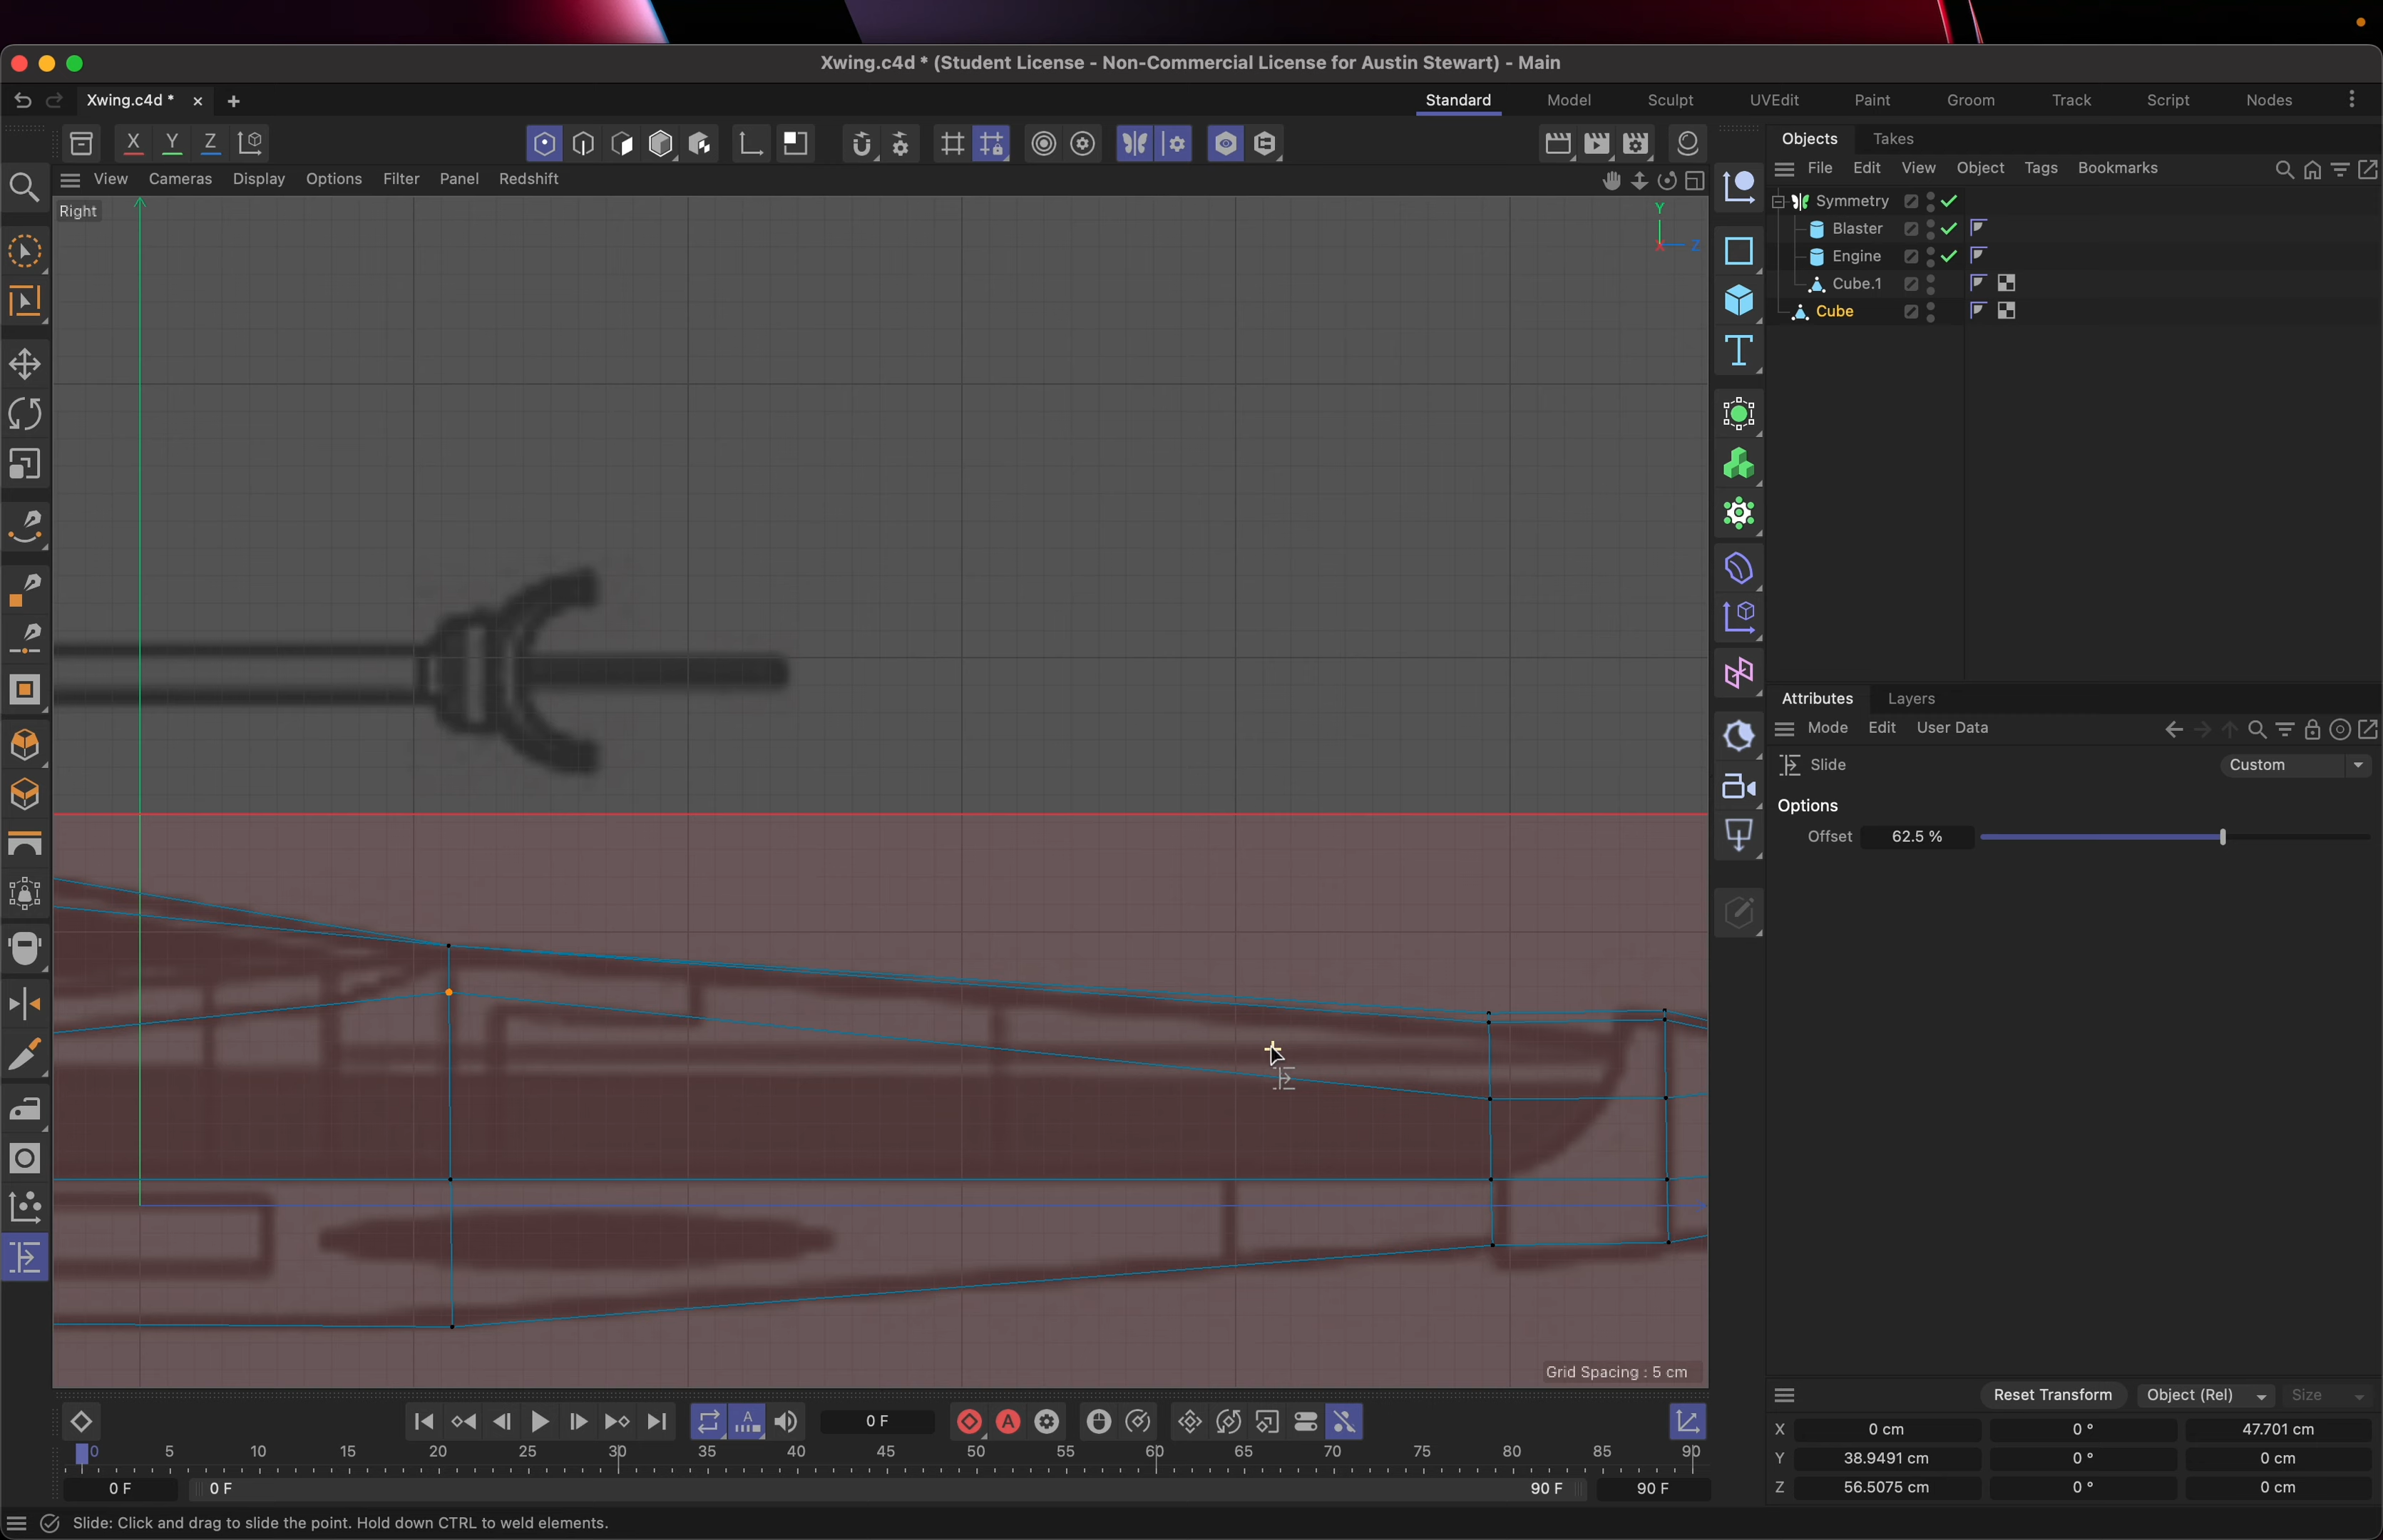 Xwing.c4d * (Student License - Non-Commercial License for Austin Stewart) - Main
Xwing.c4d *
Standard Model Sculpt UVEdit Paint Groom Track Script Nodes
X Y Z
Objects Takes
View Cameras Display Options Filter Panel Redshift
File Edit View Object Tags Bookmarks
Right
Y
X Z
Symmetry
Blaster
Engine
Cube.1
Cube
Attributes Layers
Mode Edit User Data
Slide Custom
Options
Offset 62.5 %
Grid Spacing : 5 cm
Reset Transform Object (Rel) Size
0 F
X 0 cm 0 ° 47.701 cm
0 5 10 15 20 25 30 35 40 45 50 55 60 65 70 75 80 85 90
Y 38.9491 cm 0 ° 0 cm
0 F 0 F 90 F 90 F
Z 56.5075 cm 0 ° 0 cm
Slide: Click and drag to slide the point. Hold down CTRL to weld elements.